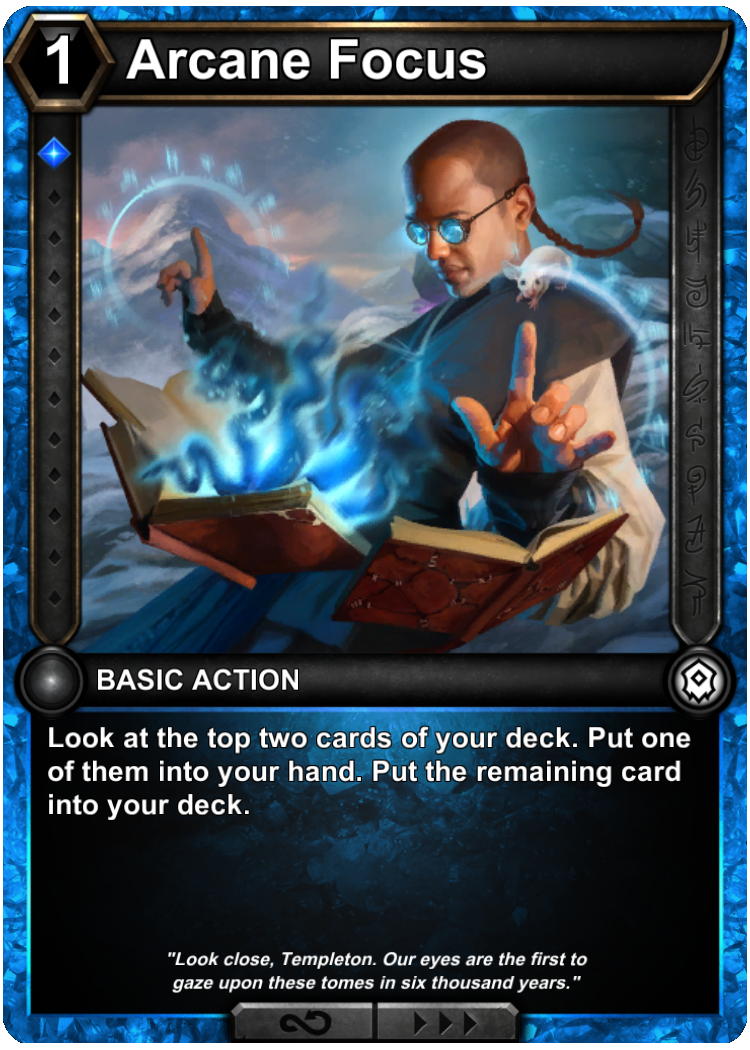 1
Arcane Focus
BASIC ACTION
Look at the top two cards of your deck. Put one
of them into your hand. Put the remaining card
into your deck.
"Look close, Templeton. Our eyes are the first to
gaze upon these tomes in six thousand years."